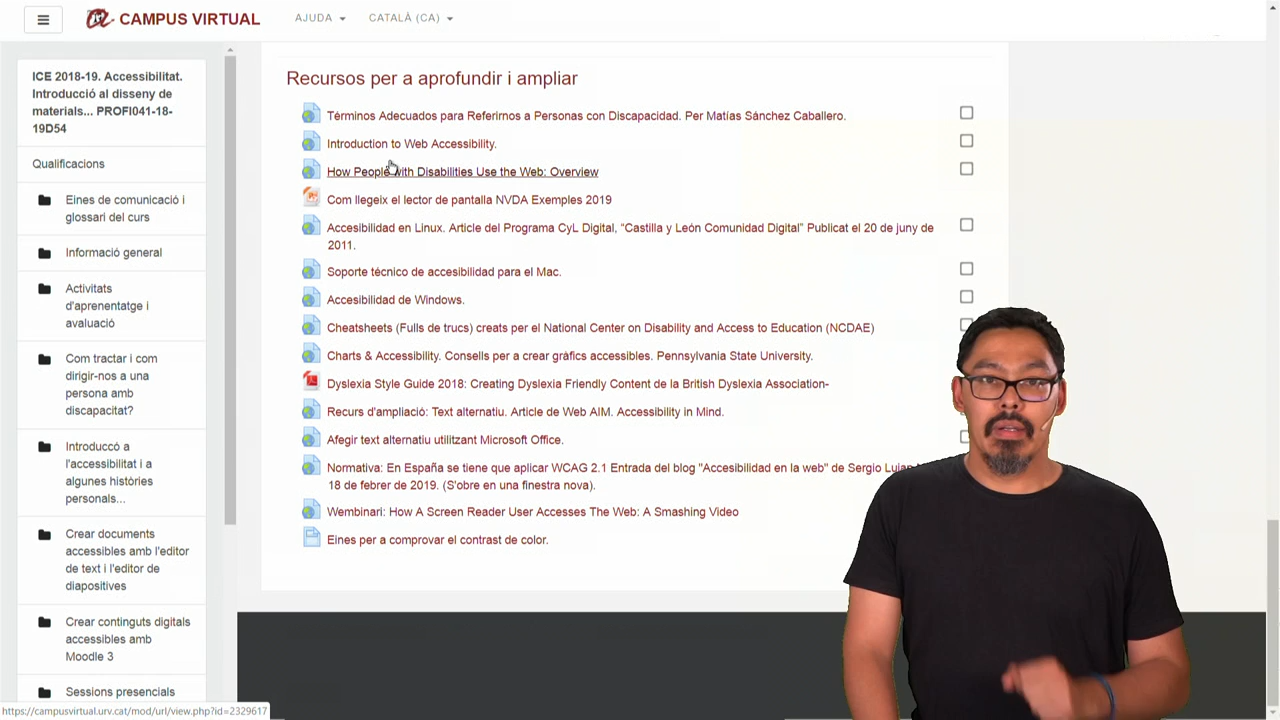 CAMPUS VIRTUAL
AJUDA
CATALÀ (CA)
ICE 2018-19. Accessibilitat.
Introducció al disseny de
materials... PROFI041-18-
19D54
Qualificacions
Eines de comunicació i
glossari del curs
Informació general
Activitats
d'aprenentatge i
avaluació
Com tractar i com
dirigir-nos a una
persona amb
discapacitat?
Introduccó a
l'accessibilitat i a
algunes històries
personals...
Crear documents
accessibles amb l'editor
de text i l'editor de
diapositives
Crear continguts digitals
accessibles amb
Moodle 3
Sessions presencials
Recursos per a aprofundir i ampliar
Términos Adecuados para Referirnos a Personas con Discapacidad. Per Matías Sánchez Caballero.
Introduction to Web Accessibility.
How People with Disabilities Use the Web: Overview
Com llegeix el lector de pantalla NVDA Exemples 2019
Accesibilidad en Linux. Article del Programa CyL Digital, "Castilla y León Comunidad Digital" Publicat el 20 de juny de
2011.
Soporte técnico de accesibilidad para el Mac.
Accesibilidad de Windows.
Cheatsheets (Fulls de trucs) creats per el National Center on Disability and Access to Education (NCDAE)
Charts & Accessibility. Consells per a crear gràfics accessibles. Pennsylvania State University.
Dyslexia Style Guide 2018: Creating Dyslexia Friendly Content de la British Dyslexia Association-
Recurs d'ampliació: Text alternatiu. Article de Web AIM. Accessibility in Mind.
Afegir text alternatiu utilitzant Microsoft Office.
Normativa: En España se tiene que aplicar WCAG 2.1 Entrada del blog "Accesibilidad en la web" de Sergio
18 de febrer de 2019. (S'obre en una finestra nova).
Wembinari: How A Screen Reader User Accesses The Web: A Smashing Video
Eines per a comprovar el contrast de color.
https://campusvirtual.urv.cat/mod/url/view.php?id=2329617